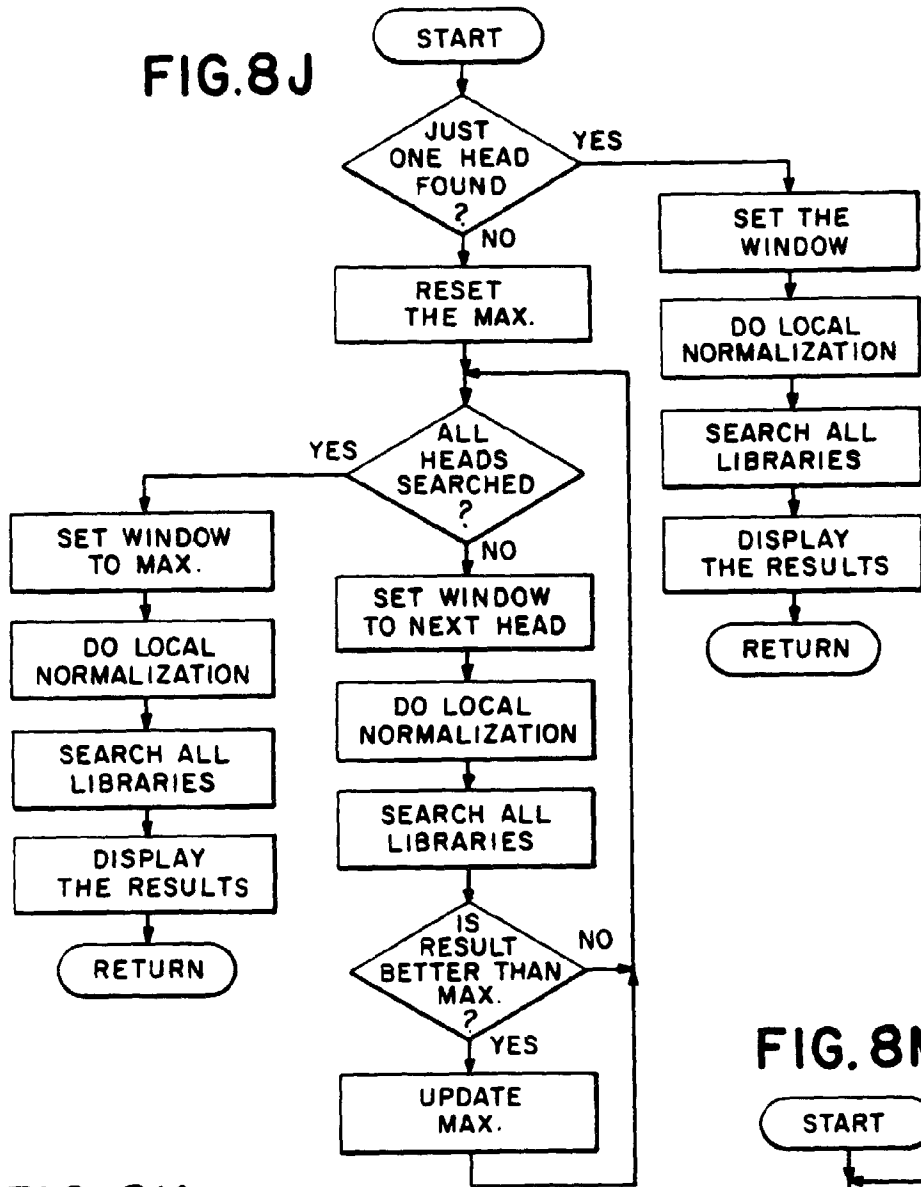 FIG.8J
START
JUST
ONE HEAD
FOUND
?
YES
NO
SET THE
WINDOW
DO LOCAL
NORMALIZATION
SEARCH ALL
LIBRARIES
DISPLAY
THE RESULTS
RETURN
RESET
THE MAX.
ALL
HEADS
SEARCHED
?
YES
NO
SET WINDOW
TO MAX.
DO LOCAL
NORMALIZATION
SEARCH ALL
LIBRARIES
DISPLAY
THE RESULTS
RETURN
SET WINDOW
TO NEXT HEAD
DO LOCAL
NORMALIZATION
SEARCH ALL
LIBRARIES
IS
RESULT
BETTER THAN
MAX.
?
NO
YES
UPDATE
MAX.
FIG. 8
START